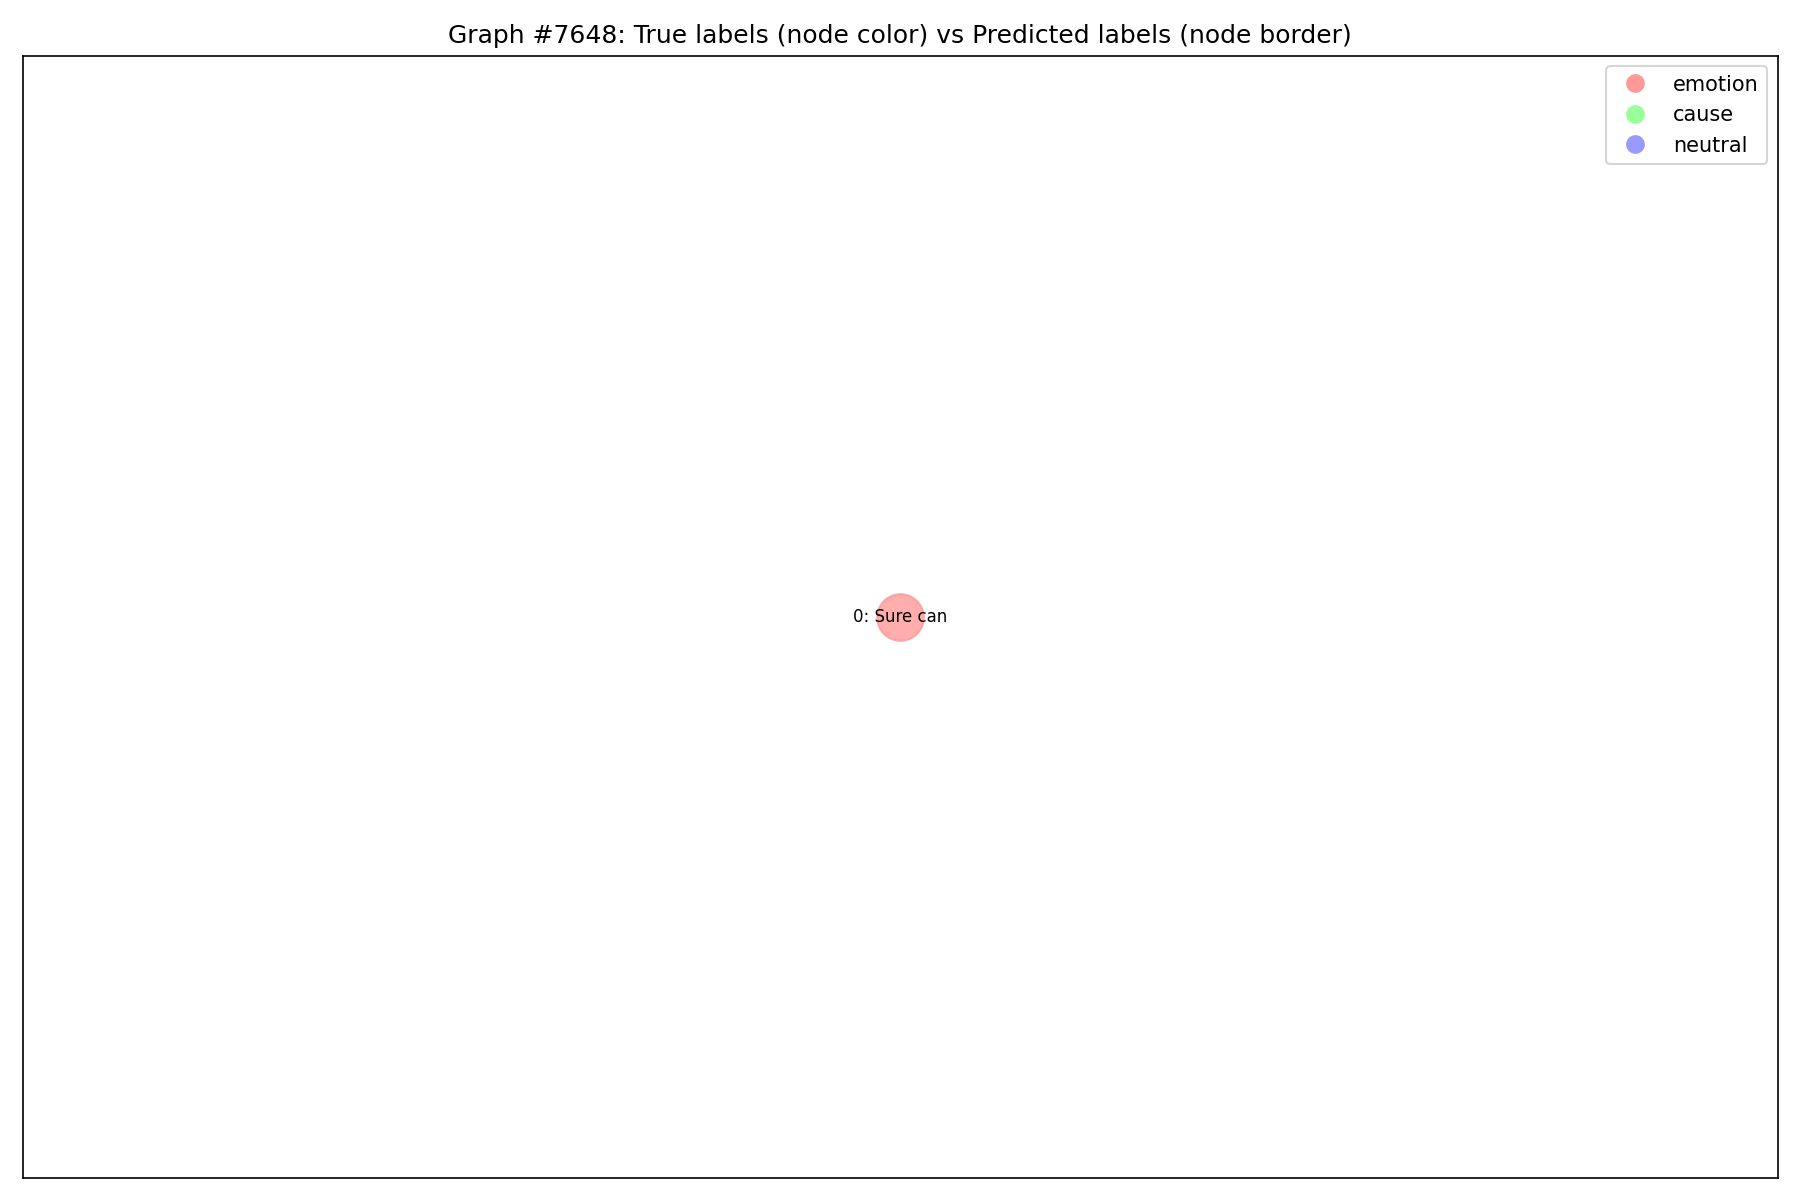 Graph #7648: True labels (node color) vs Predicted labels (node border)
emotion
cause
neutral
0: Sure can